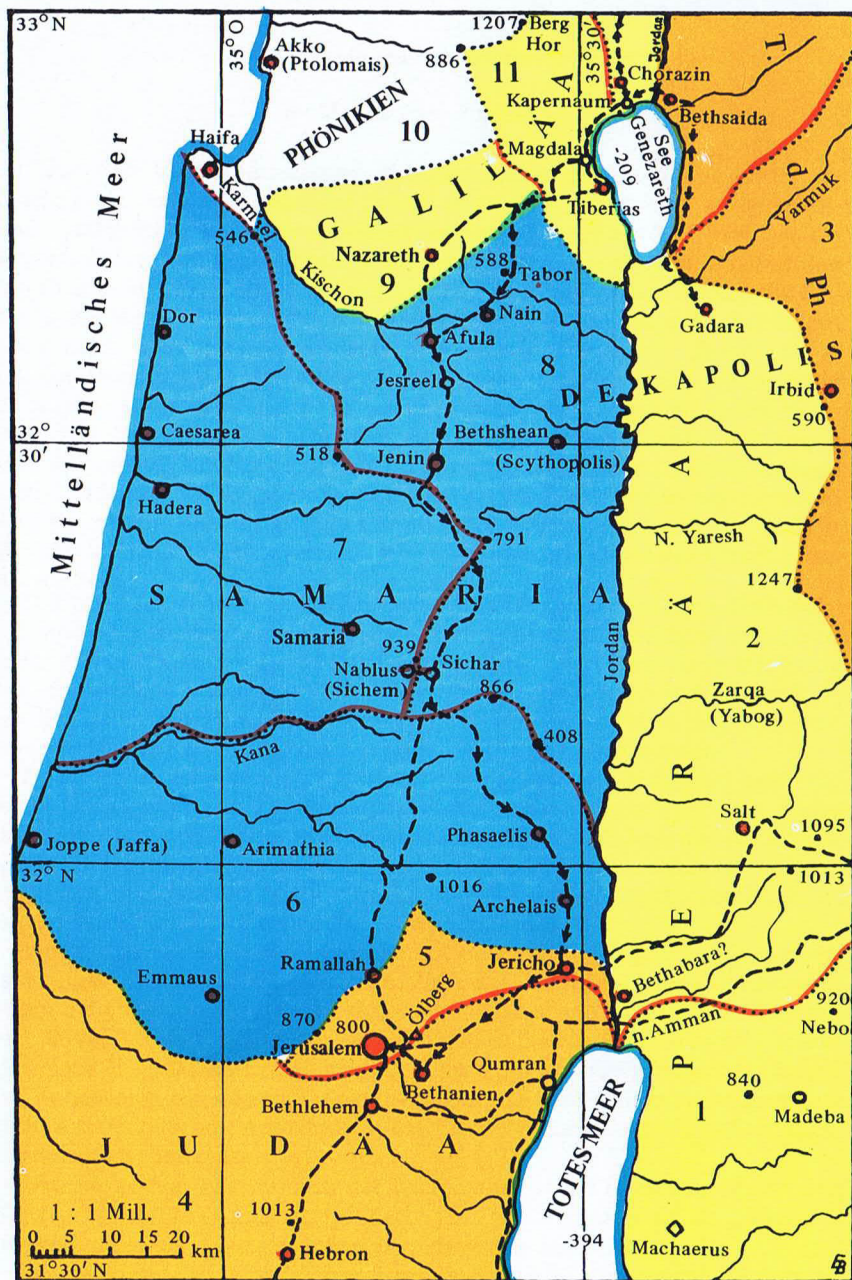 33° N
35° O
1207
Berg
Hor
35° 30'
Jordan
T.
Akko
(Ptolomais)
886
11
Chorazin
Kapernaum
Bethsaida
PHÖNIKIEN
10
Haifa
Magdala
See
Genezareth
-209
d.
Karmel
GALILÄA
Tiberias
Yarmuk
546
Nazareth
588
Tabor
3
Kischon
9
Ph.
Dor
Nain
Gadara
Afula
8
Jesreel
DEKAPOLIS
Irbid
590
Mittelländisches Meer
Caesarea
32°
30'
518
Jenin
Bethshean
(Scythopolis)
Hadera
7
791
N. Yaresh
SAMARIA
1247
Samaria
2
939
Sichar
Nablus
(Sichem)
Jordan
866
Zarqa
(Yabog)
Kana
408
PERÄA
Joppe (Jaffa)
Arimathia
Phasaelis
Salt
1095
32° N
1016
1013
6
Archelais
Emmaus
Ramallah
5
Jericho
Bethabara?
870
800
Ölberg
920
Nebo
Jerusalem
n. Amman
Bethanien
Qumran
840
Bethlehem
1
Madeba
JUDÄA
4
TOTES MEER
1 : 1 Mill.
1013
-394
0 5 10 15 20 km
Hebron
Machaerus
31° 30' N